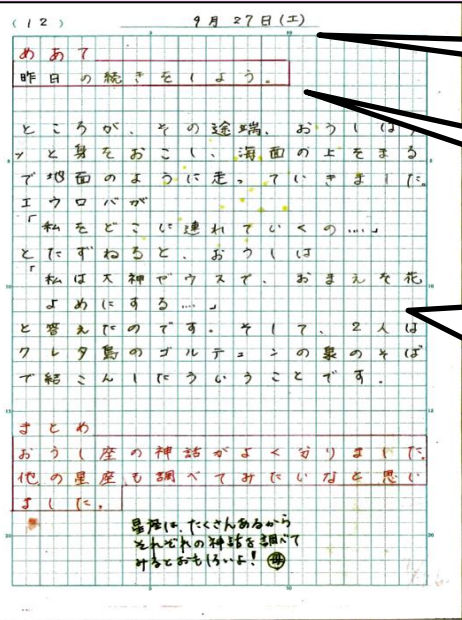 (12) 9月27日(土)
めあて
昨日の続きをしよう。
ところが、その途端、おうしはす
ッと身をおこし、海面の上をまる
で地面のように走っていきました。
エウロパが
「私をどこに連れていくの…」
とたずねると、おうしは
「私は大神ゼウスで、おまえを花
よめにする…」
と答えたのです。そして、2人は
クレタ島のゴルテュンの泉のそば
で結こんしたういうことです。
まとめ
おうし座の神話がよく分りました。
他の星座も調べてみたいなと思い
ました。
星座は、たくさんあるから
それぞれの神話を調べて
みるとおもしろいよ！ 母